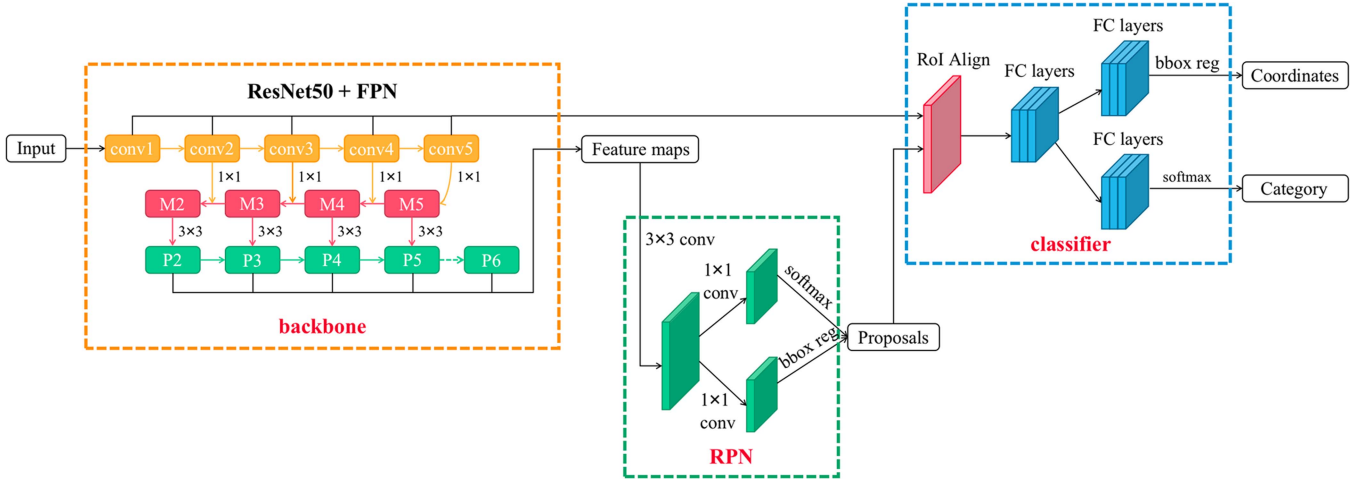 ResNet50 + FPN
Input
conv1
conv2
conv3
conv4
conv5
1×1
1×1
1×1
1×1
M2
M3
M4
M5
3×3
3×3
3×3
3×3
P2
P3
P4
P5
P6
backbone
Feature maps
3×3 conv
1×1
conv
softmax
1×1
conv
bbox reg
RPN
Proposals
RoI Align
FC layers
FC layers
bbox reg
Coordinates
FC layers
softmax
Category
classifier